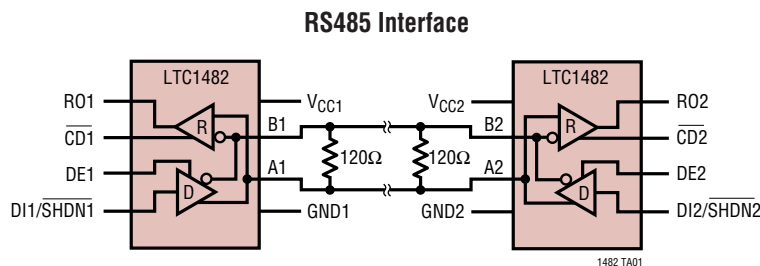 RS485 Interface
LTC1482
LTC1482
RO1
VCC1
VCC2
RO2
R
R
CD1
B1
B2
CD2
120Ω
120Ω
DE1
A1
A2
DE2
D
D
DI1/SHDN1
GND1
GND2
DI2/SHDN2
1482 TA01